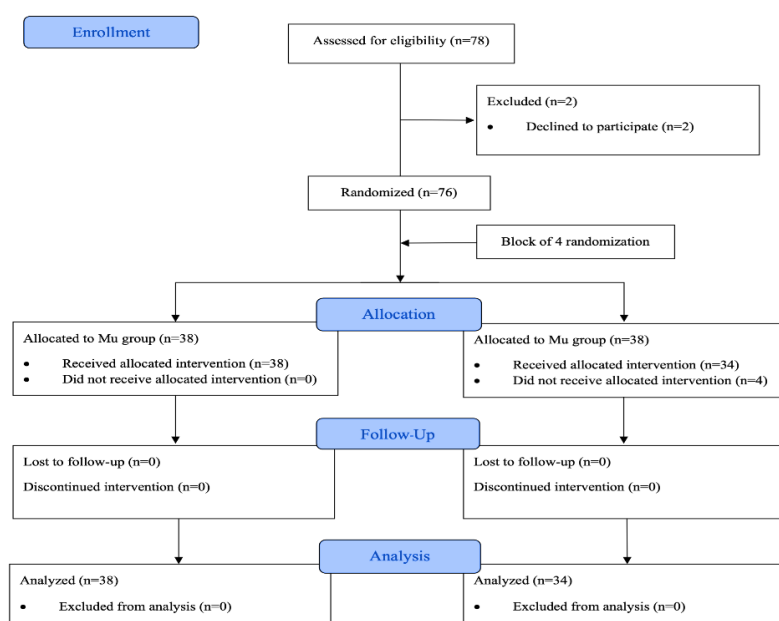 Enrollment
Assessed for eligibility (n=78)
Excluded (n=2)
• Declined to participate (n=2)
Randomized (n=76)
Block of 4 randomization
Allocation
Allocated to Mu group (n=38)
• Received allocated intervention (n=38)
• Did not receive allocated intervention (n=0)
Allocated to Mu group (n=38)
• Received allocated intervention (n=34)
• Did not receive allocated intervention (n=4)
Follow-Up
Lost to follow-up (n=0)
Discontinued intervention (n=0)
Lost to follow-up (n=0)
Discontinued intervention (n=0)
Analysis
Analyzed (n=38)
• Excluded from analysis (n=0)
Analyzed (n=34)
• Excluded from analysis (n=0)